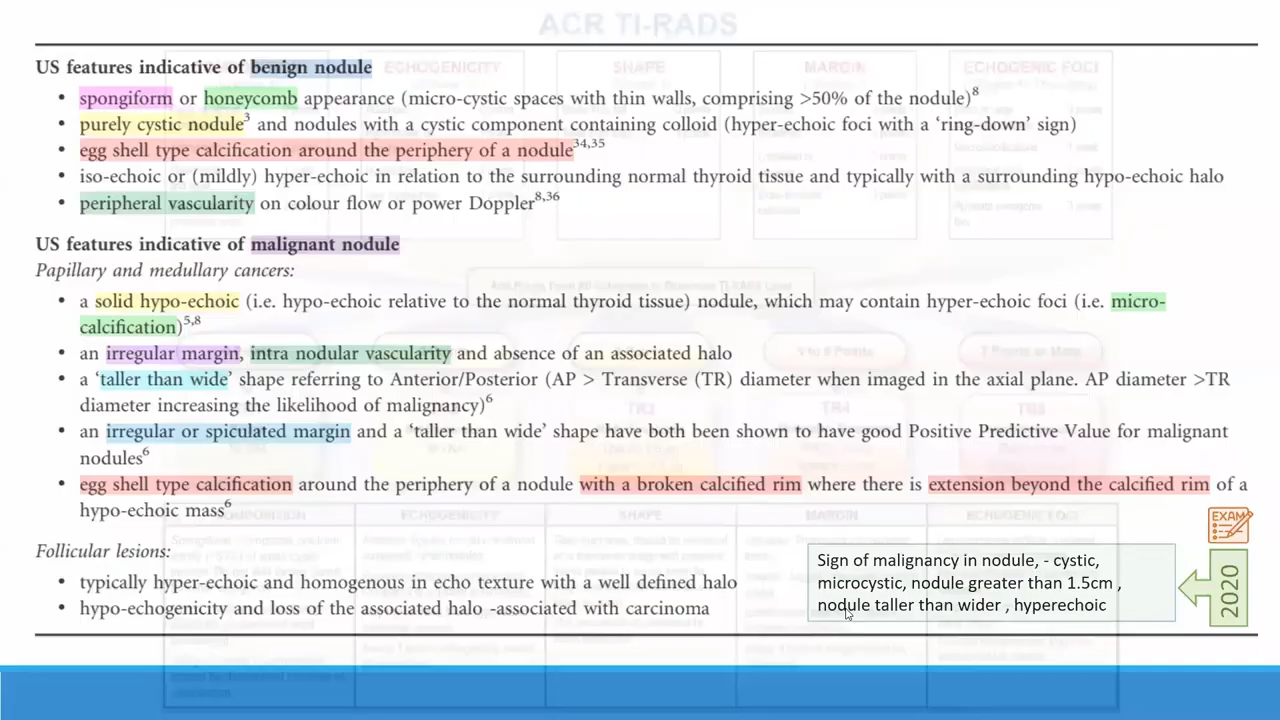 ACR TI-RADS
US features indicative of benign nodule
ECHOGENICITY
SHAPE
MARGIN
ECHOGENIC FOCI
• spongiform or honeycomb appearance (micro-cystic spaces with thin walls, comprising >50% of the nodule)8
• purely cystic nodule3 and nodules with a cystic component containing colloid (hyper-echoic foci with a ‘ring-down’ sign)
• egg shell type calcification around the periphery of a nodule34,35
• iso-echoic or (mildly) hyper-echoic in relation to the surrounding normal thyroid tissue and typically with a surrounding hypo-echoic halo
• peripheral vascularity on colour flow or power Doppler8,36
US features indicative of malignant nodule
Papillary and medullary cancers:
• a solid hypo-echoic (i.e. hypo-echoic relative to the normal thyroid tissue) nodule, which may contain hyper-echoic foci (i.e. micro-
calcification)5,8
• an irregular margin, intra nodular vascularity and absence of an associated halo
• a ‘taller than wide’ shape referring to Anterior/Posterior (AP > Transverse (TR) diameter when imaged in the axial plane. AP diameter >TR
diameter increasing the likelihood of malignancy)6
• an irregular or spiculated margin and a ‘taller than wide’ shape have both been shown to have good Positive Predictive Value for malignant
nodules6
• egg shell type calcification around the periphery of a nodule with a broken calcified rim where there is extension beyond the calcified rim of a
hypo-echoic mass6
Follicular lesions:
• typically hyper-echoic and homogenous in echo texture with a well defined halo
• hypo-echogenicity and loss of the associated halo -associated with carcinoma
EXAM
Sign of malignancy in nodule, - cystic,
microcystic, nodule greater than 1.5cm ,
nodule taller than wider , hyperechoic
2020